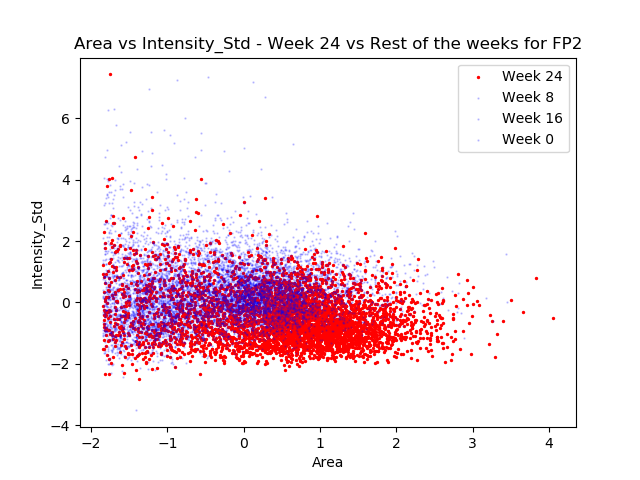 Area vs Intensity_Std - Week 24 vs Rest of the weeks for FP2
Week 24
Week 8
Week 16
Week 0
Intensity_Std
6
4
2
0
−2
−4
−2
−1
0
1
2
3
4
Area